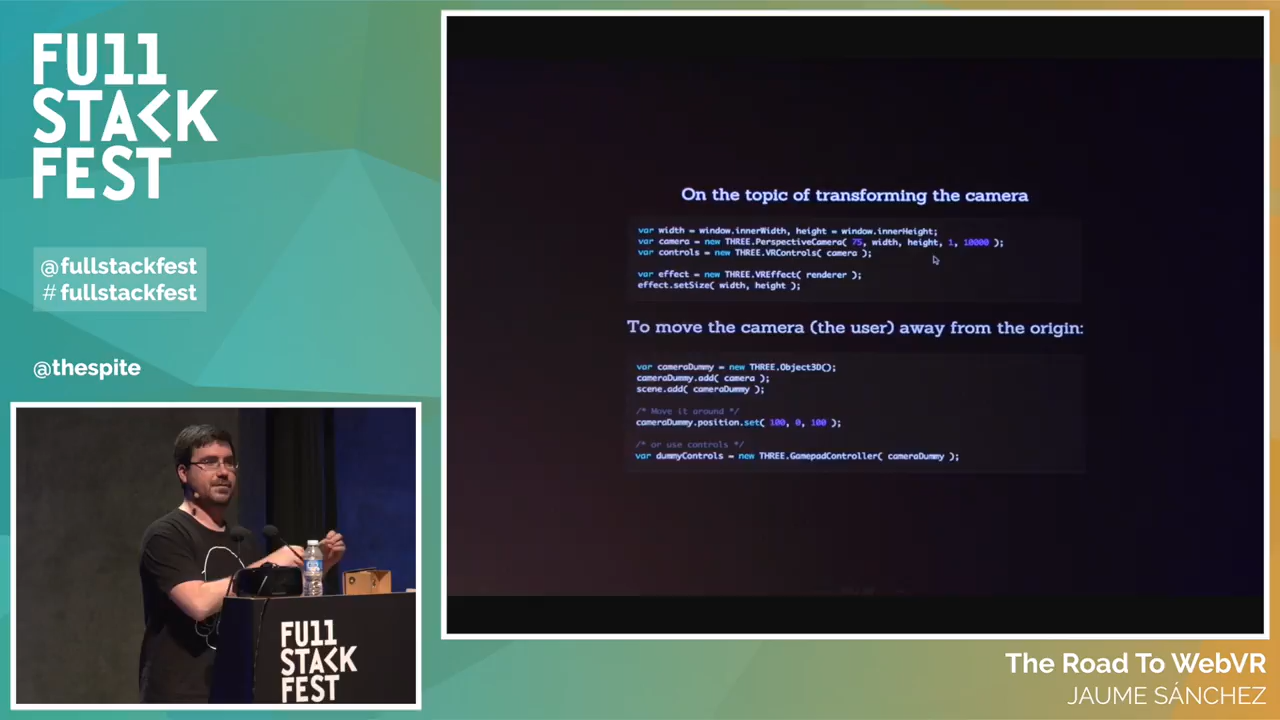 FU11
STACK
FEST
@fullstackfest
# fullstackfest
@thespite
On the topic of transforming the camera
var width = window.innerWidth, height = window.innerHeight;
var camera = new THREE.PerspectiveCamera( 75, width, height, 1, 10000 );
var controls = new THREE.VRControls( camera );
var effect = new THREE.VREffect( renderer );
effect.setSize( width, height );
To move the camera (the user) away from the origin:
var cameraDummy = new THREE.Object3D();
cameraDummy.add( camera );
scene.add( cameraDummy );
/* Move it around */
cameraDummy.position.set( 100, 0, 100 );
/* or use controls */
var dummyControls = new THREE.GamepadController( cameraDummy );
FU11
STACK
FEST
The Road To WebVR
JAUME SÁNCHEZ